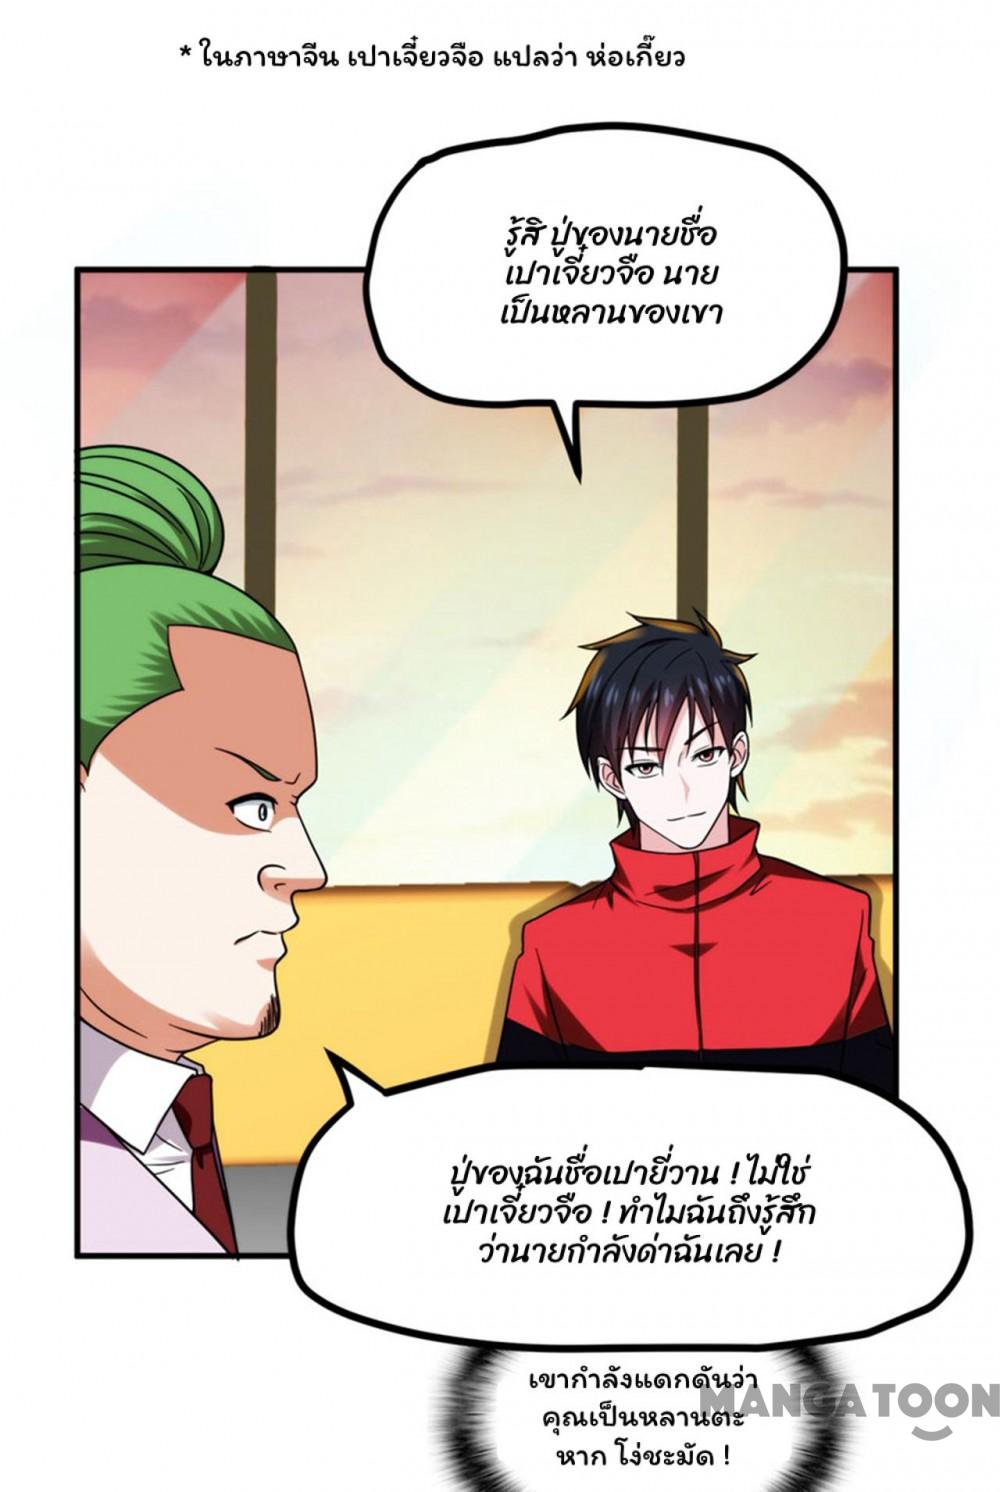 * ในภาษาจีน เปาเจี๋ยวจือ แปลว่า ห่อเกี๊ยว
รู้สิ ปู่ของนายชื่อ
เปาเจี๋ยวจือ นาย
เป็นหลานของเขา
ปู่ของฉันชื่อเปายี่วาน ! ไม่ใช่
เปาเจี๋ยวจือ ! ทำไมฉันถึงรู้สึก
ว่านายกำลังด่าฉันเลย !
เขากำลังแดกดันว่า
คุณเป็นหลานตะ
หาก โง่ชะมัด !
MANGATOON